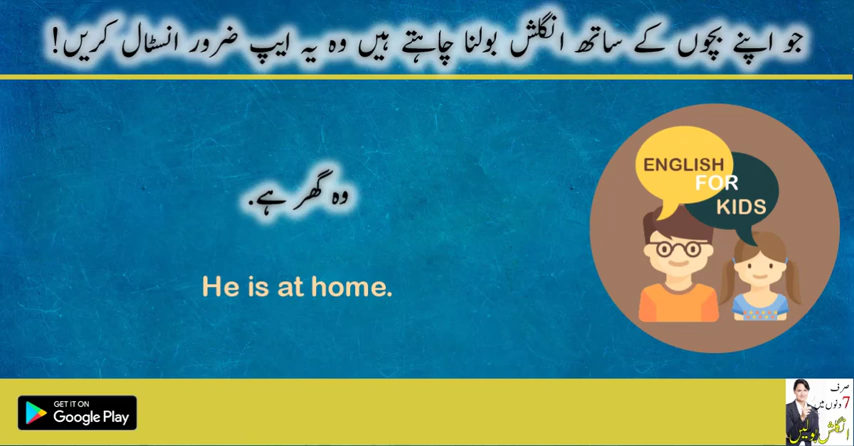 جو اپنے بچوں کے ساتھ انگلش بولنا چاہتے ہیں وہ یہ ایپ ضرور انسٹال کریں!
ENGLISH
FOR
KIDS
وہ گھر ہے.
He is at home.
GET IT ON
Google Play
صرف
7 دنوں میں
انگلش بولیں